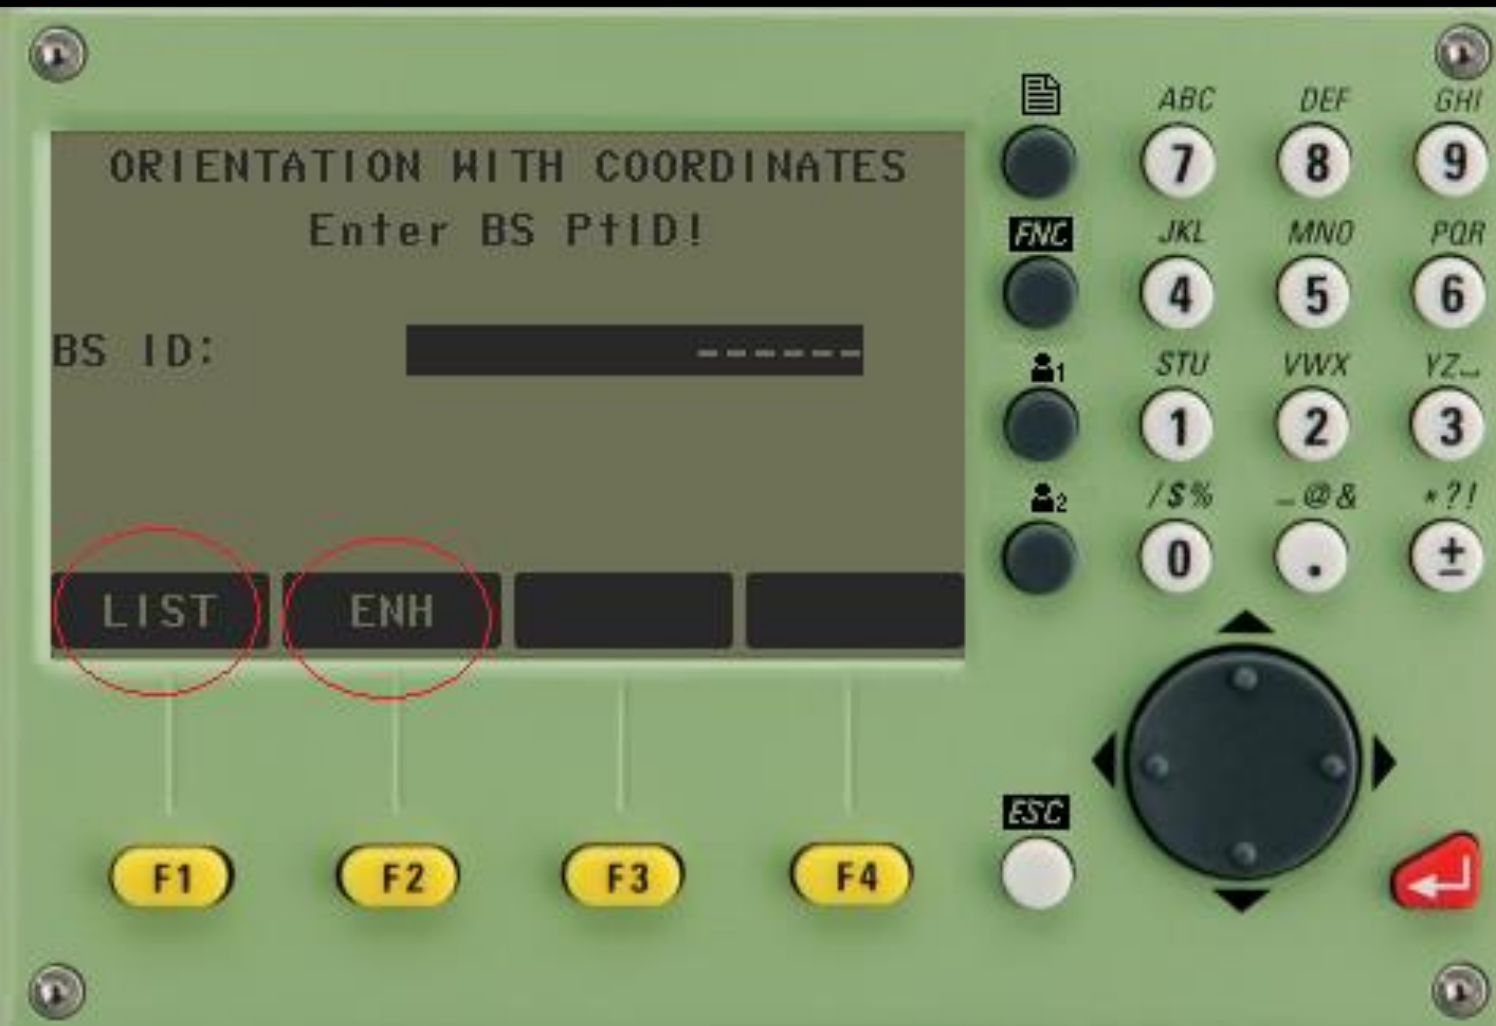 ORIENTATION WITH COORDINATES
Enter BS PtID!
BS ID: ------
LIST ENH
F1 F2 F3 F4
ABC DEF GHI
7 8 9
FNC JKL MNO PQR
4 5 6
1 STU VWX YZ
1 2 3
2 /$% _@& *?!
0 . ±
ESC